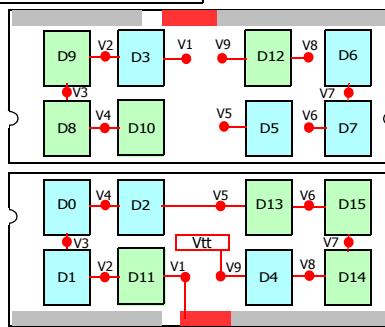 D9 V2 D3 V1 V9 D12 V8 D6
V3 V7
D8 V4 D10 V5 D5 V6 D7
D0 V4 D2 V5 D13 V6 D15
V3 Vtt V7
D1 V2 D11 V1 V9 D4 V8 D14